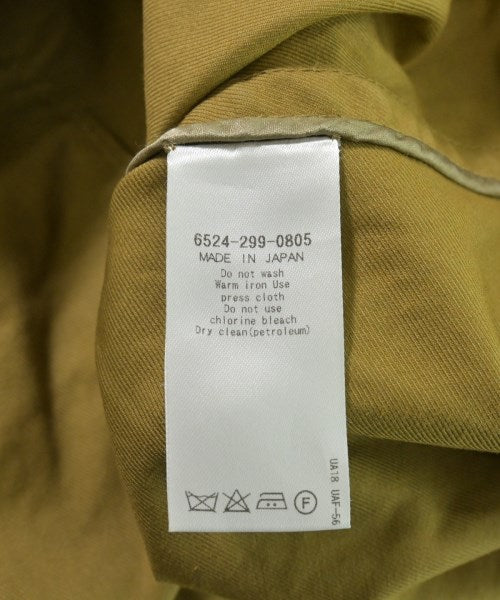 6524-299-0805
MADE IN JAPAN
Do not wash
Warm iron Use
press cloth
Do not use
chlorine bleach
Dry clean(petroleum)
F
UA18 UAF-56